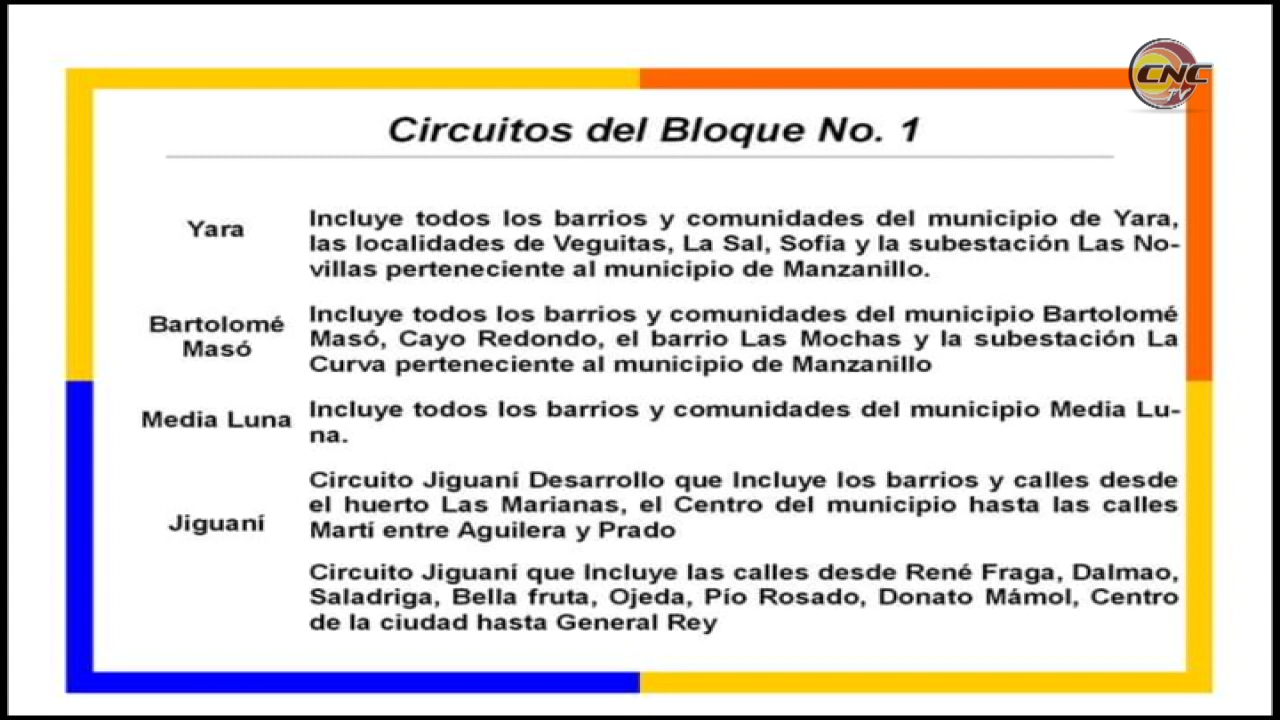 CNC
TV
Circuitos del Bloque No. 1
Yara
Incluye todos los barrios y comunidades del municipio de Yara,
las localidades de Veguitas, La Sal, Sofía y la subestación Las No-
villas perteneciente al municipio de Manzanillo.
Bartolomé
Masó
Incluye todos los barrios y comunidades del municipio Bartolomé
Masó, Cayo Redondo, el barrio Las Mochas y la subestación La
Curva perteneciente al municipio de Manzanillo
Media Luna
Incluye todos los barrios y comunidades del municipio Media Lu-
na.
Jiguaní
Circuito Jiguaní Desarrollo que Incluye los barrios y calles desde
el huerto Las Marianas, el Centro del municipio hasta las calles
Martí entre Aguilera y Prado
Circuito Jiguaní que Incluye las calles desde René Fraga, Dalmao,
Saladriga, Bella fruta, Ojeda, Pío Rosado, Donato Mámol, Centro
de la ciudad hasta General Rey